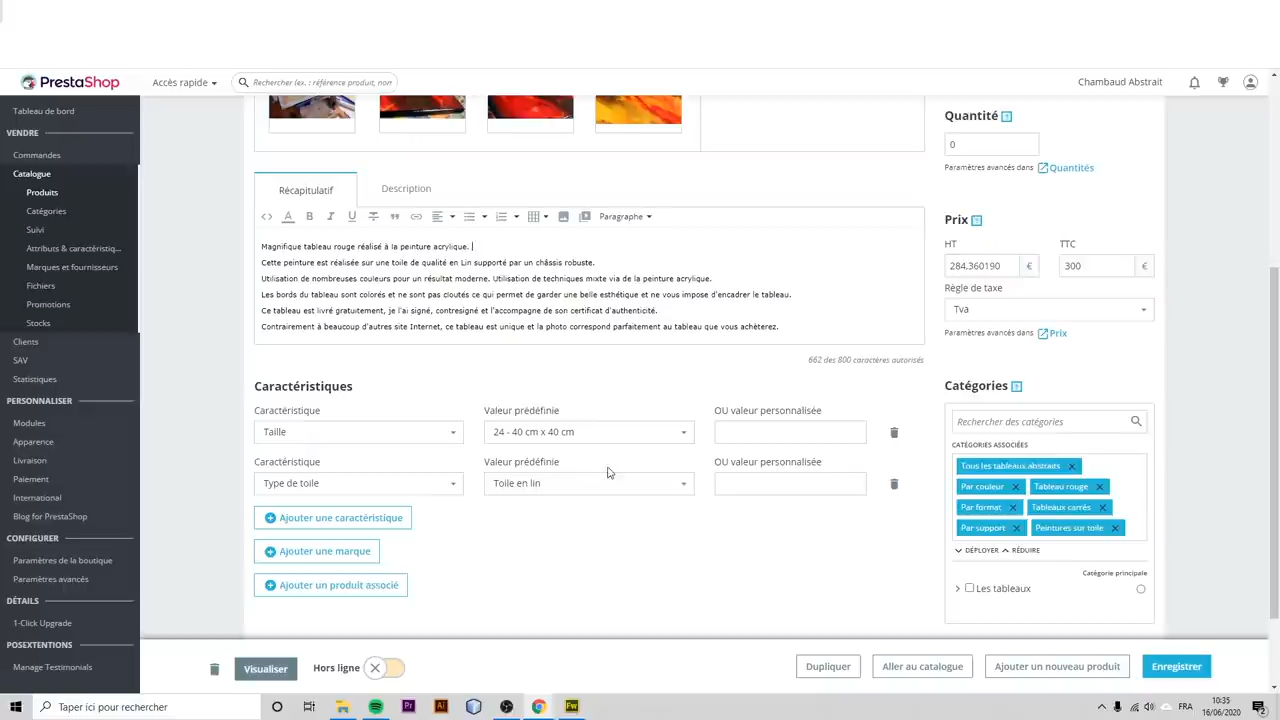 PrestaShop
Accès rapide
Rechercher (ex. : référence produit, nom
Chambaud Abstrait
Tableau de bord
VENDRE
Commandes
Catalogue
Produits
Catégories
Suivi
Attributs & caractéristiq...
Marques et fournisseurs
Fichiers
Promotions
Stocks
Clients
SAV
Statistiques
PERSONNALISER
Modules
Apparence
Livraison
Paiement
International
Blog for PrestaShop
CONFIGURER
Paramètres de la boutique
Paramètres avancés
DÉTAILS
1-Click Upgrade
POSEXTENTIONS
Manage Testimonials
Récapitulatif
Description
Paragraphe
Magnifique tableau rouge réalisé à la peinture acrylique.
Cette peinture est réalisée sur une toile de qualité en Lin supporté par un châssis robuste.
Utilisation de nombreuses couleurs pour un résultat moderne. Utilisation de techniques mixte via de la peinture acrylique.
Les bords du tableau sont colorés et ne sont pas cloutés ce qui permet de garder une belle esthétique et ne vous impose d'encadrer le tableau.
Ce tableau est livré gratuitement, je l'ai signé, contresigné et l'accompagne de son certificat d'authenticité.
Contrairement à beaucoup d'autres site Internet, ce tableau est unique et la photo correspond parfaitement au tableau que vous achèterez.
662 des 800 caractères autorisés
Caractéristiques
Caractéristique
Valeur prédéfinie
OU valeur personnalisée
Taille
24 - 40 cm x 40 cm
Caractéristique
Valeur prédéfinie
OU valeur personnalisée
Type de toile
Toile en lin
Ajouter une caractéristique
Ajouter une marque
Ajouter un produit associé
Quantité ?
0
Paramètres avancés dans Quantités
Prix ?
HT
TTC
284,360190 €
300 €
Règle de taxe
Tva
Paramètres avancés dans Prix
Catégories ?
Rechercher des catégories
CATÉGORIES ASSOCIÉES
Tous les tableaux abstraits
Par couleur
Tableau rouge
Par format
Tableaux carrés
Par support
Peintures sur toile
DÉPLOYER
RÉDUIRE
Catégorie principale
Les tableaux
Visualiser
Hors ligne
Dupliquer
Aller au catalogue
Ajouter un nouveau produit
Enregistrer
Taper ici pour rechercher
Pr
Ai
Fw
FRA
10:35
16/06/2020
2